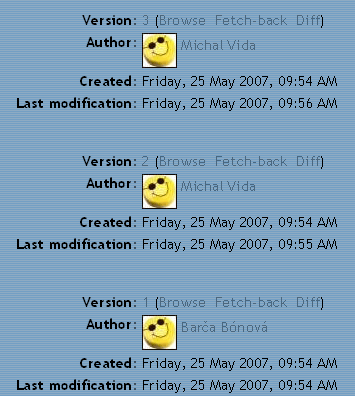 Version: 3 (Browse Fetch-back Diff)
Author: Michal Vida
Created: Friday, 25 May 2007, 09:54 AM
Last modification: Friday, 25 May 2007, 09:56 AM
Version: 2 (Browse Fetch-back Diff)
Author: Michal Vida
Created: Friday, 25 May 2007, 09:54 AM
Last modification: Friday, 25 May 2007, 09:55 AM
Version: 1 (Browse Fetch-back Diff)
Author: Barča Bónová
Created: Friday, 25 May 2007, 09:54 AM
Last modification: Friday, 25 May 2007, 09:54 AM